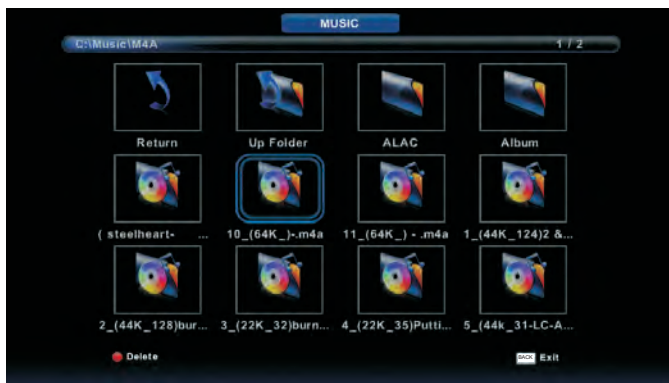 MUSIC
C:\Music\M4A 1 / 2
Return Up Folder ALAC Album
( steelheart- ... 10_(64K_)-.m4a 11_(64K_) - .m4a 1_(44K_124)2 &...
2_(44K_128)bur... 3_(22K_32)burn... 4_(22K_35)Putti... 5_(44k_31-LC-A...
Delete BACK Exit